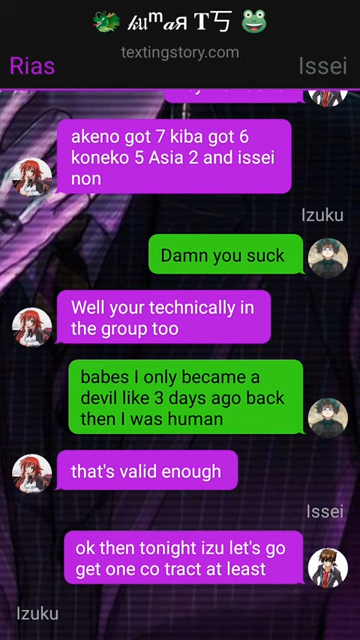 textingstory.com
Rias
Issei
akeno got 7 kiba got 6
koneko 5 Asia 2 and issei
non
Izuku
Damn you suck
Well your technically in
the group too
babes I only became a
devil like 3 days ago back
then I was human
that's valid enough
Issei
ok then tonight izu let's go
get one co tract at least
Izuku